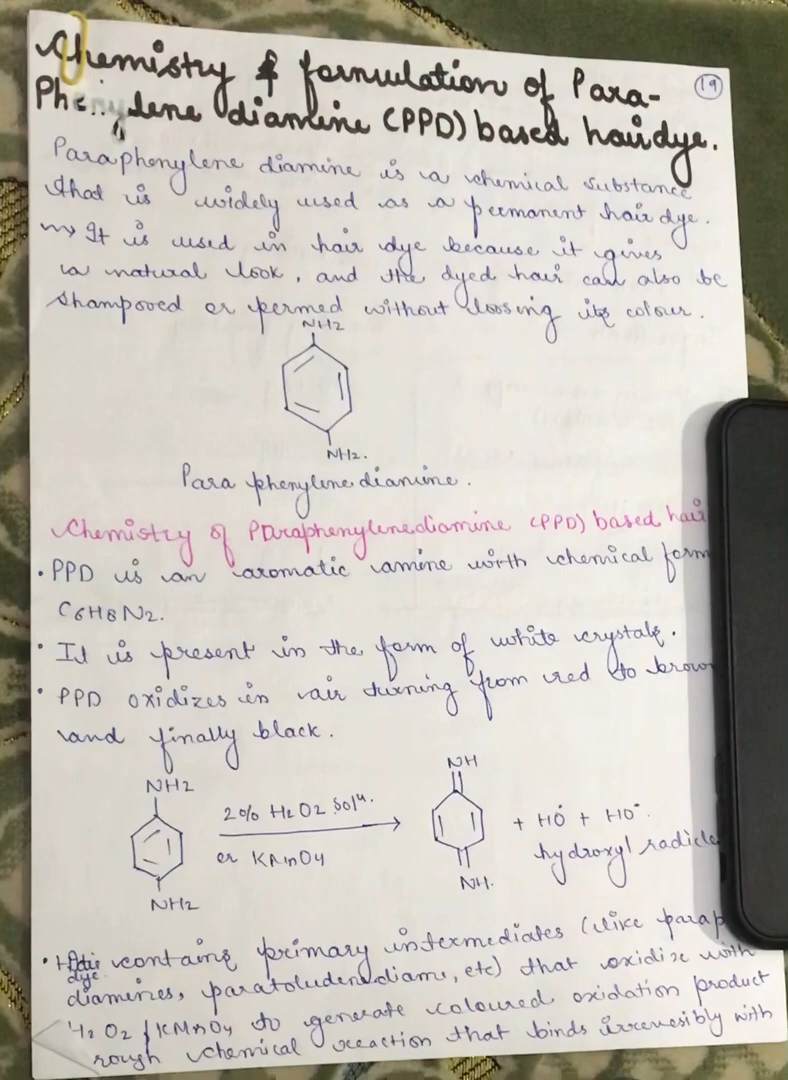 19
Chemistry & formulation of Para-
Phenylene diamine (PPD) based hairdye.
Paraphenylene diamine is a chemical substance
that is widely used as a permanent hair dye.
It is used in hair dye because it gives
a natural look, and the dyed hair can also be
shampooed or permed without loosing its colour.
NH2
NH2.
Para phenylene diamine.
Chemistry of Paraphenylenediamine (PPD) based hair
• PPD is an aromatic amine with chemical form
C6H8N2.
• It is present in the form of white crystals.
• PPD oxidizes in air turning from red to brow
and finally black.
NH2
NH
2% H2O2 Solu.
+ HO· + HO-
or KMnO4
hydroxyl radicle
NH.
NH2
• Hair dye contains primary intermediates (like parap
diamines, etc) that oxidize with
H2O2 / KMnO4 to generate coloured oxidation product
rough chemical reaction that binds with